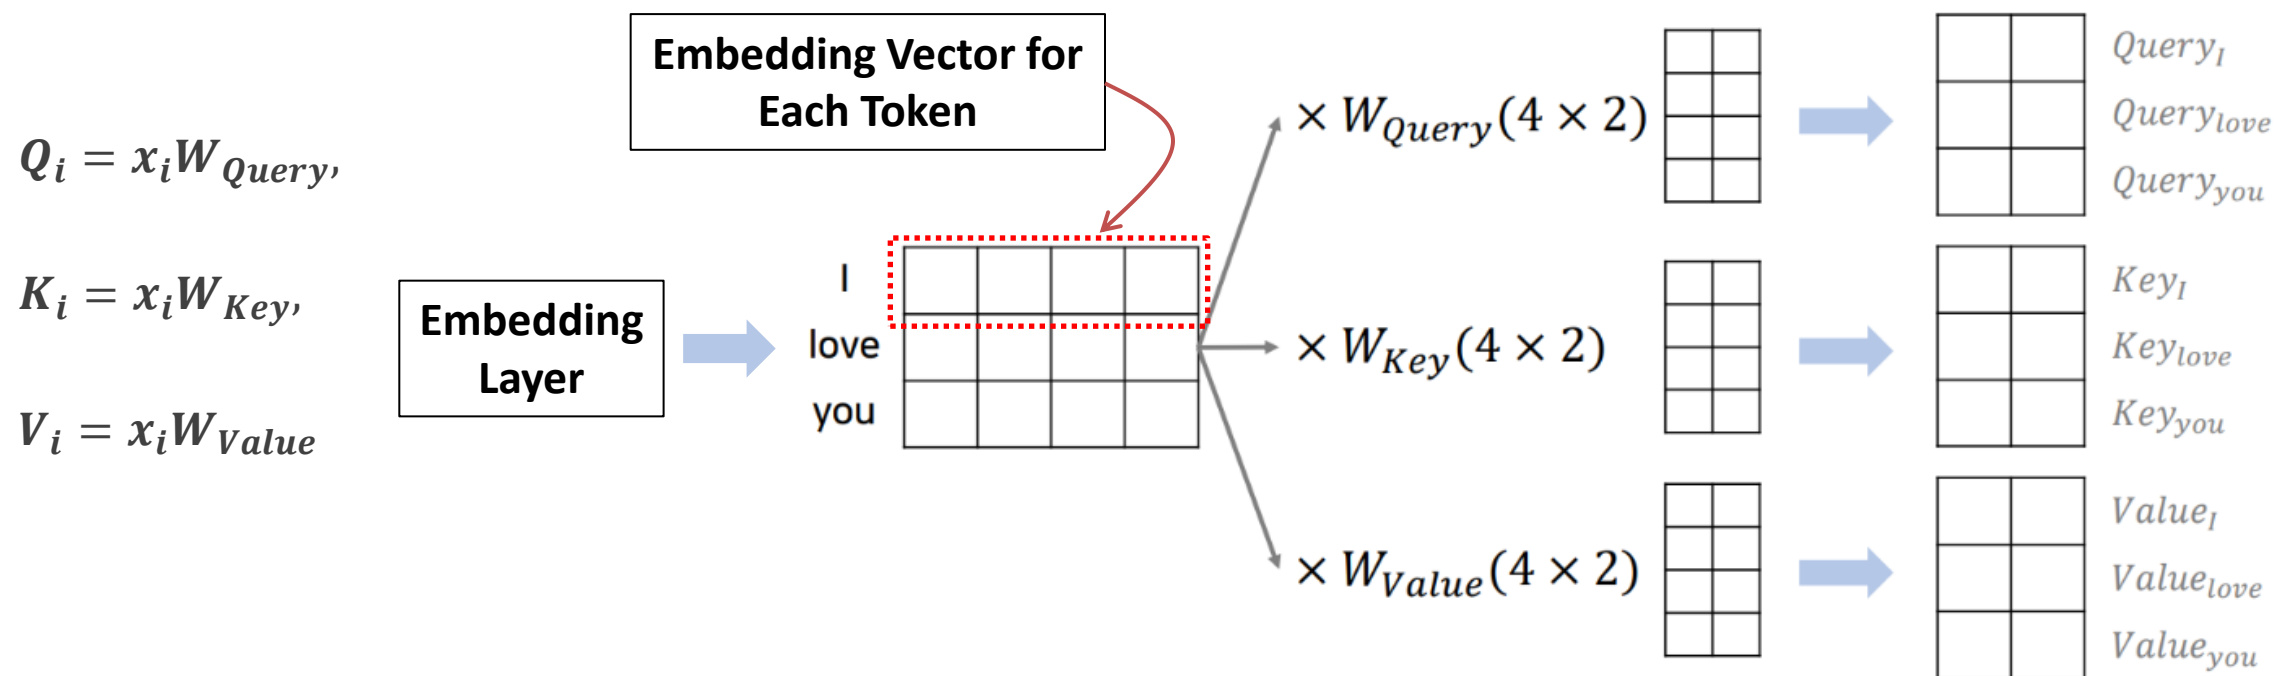 Q_i = x_i W_Query,
K_i = x_i W_Key,
V_i = x_i W_Value
Embedding
Layer
Embedding Vector for
Each Token
I
love
you
× W_Query (4 × 2)
× W_Key (4 × 2)
× W_Value (4 × 2)
Query_I
Query_love
Query_you
Key_I
Key_love
Key_you
Value_I
Value_love
Value_you